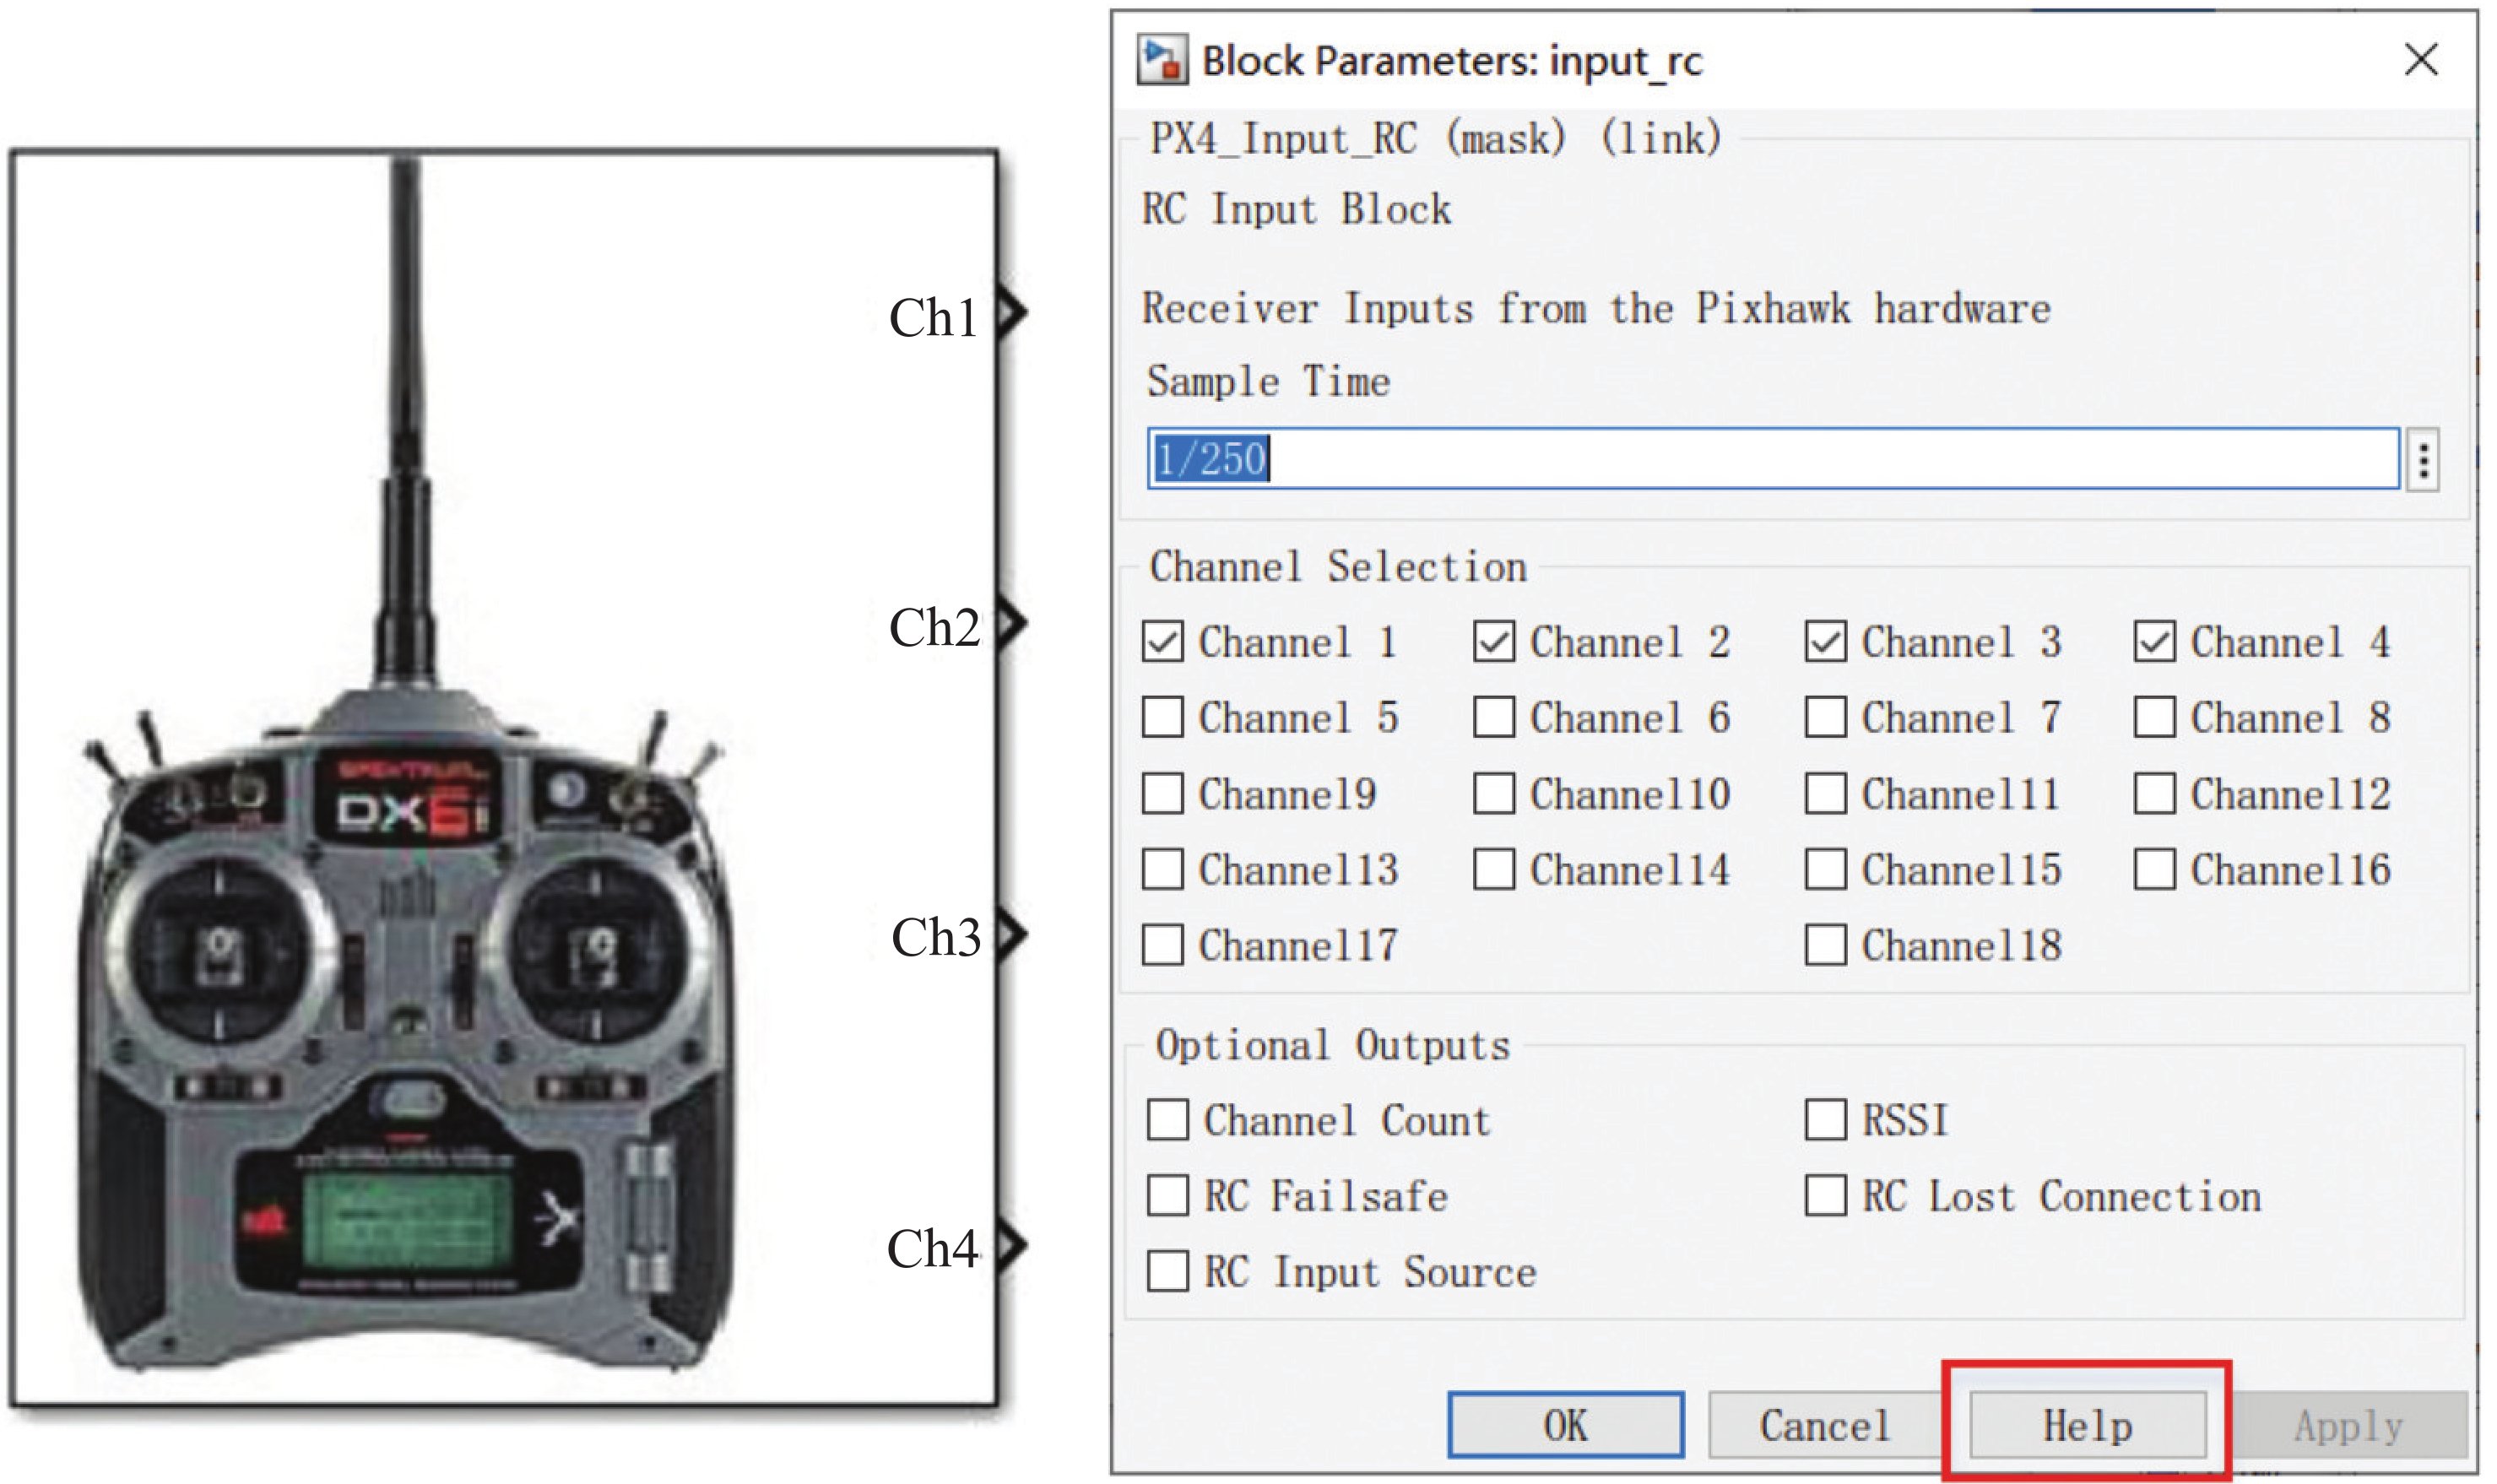 Ch1
Ch2
Ch3
Ch4
DX6i
Block Parameters: input_rc
PX4_Input_RC (mask) (link)
RC Input Block
Receiver Inputs from the Pixhawk hardware
Sample Time
1/250
Channel Selection
Channel 1 Channel 2 Channel 3 Channel 4
Channel 5 Channel 6 Channel 7 Channel 8
Channel9 Channel10 Channel11 Channel12
Channel13 Channel14 Channel15 Channel16
Channel17 Channel18
Optional Outputs
Channel Count RSSI
RC Failsafe RC Lost Connection
RC Input Source
OK Cancel Help Apply